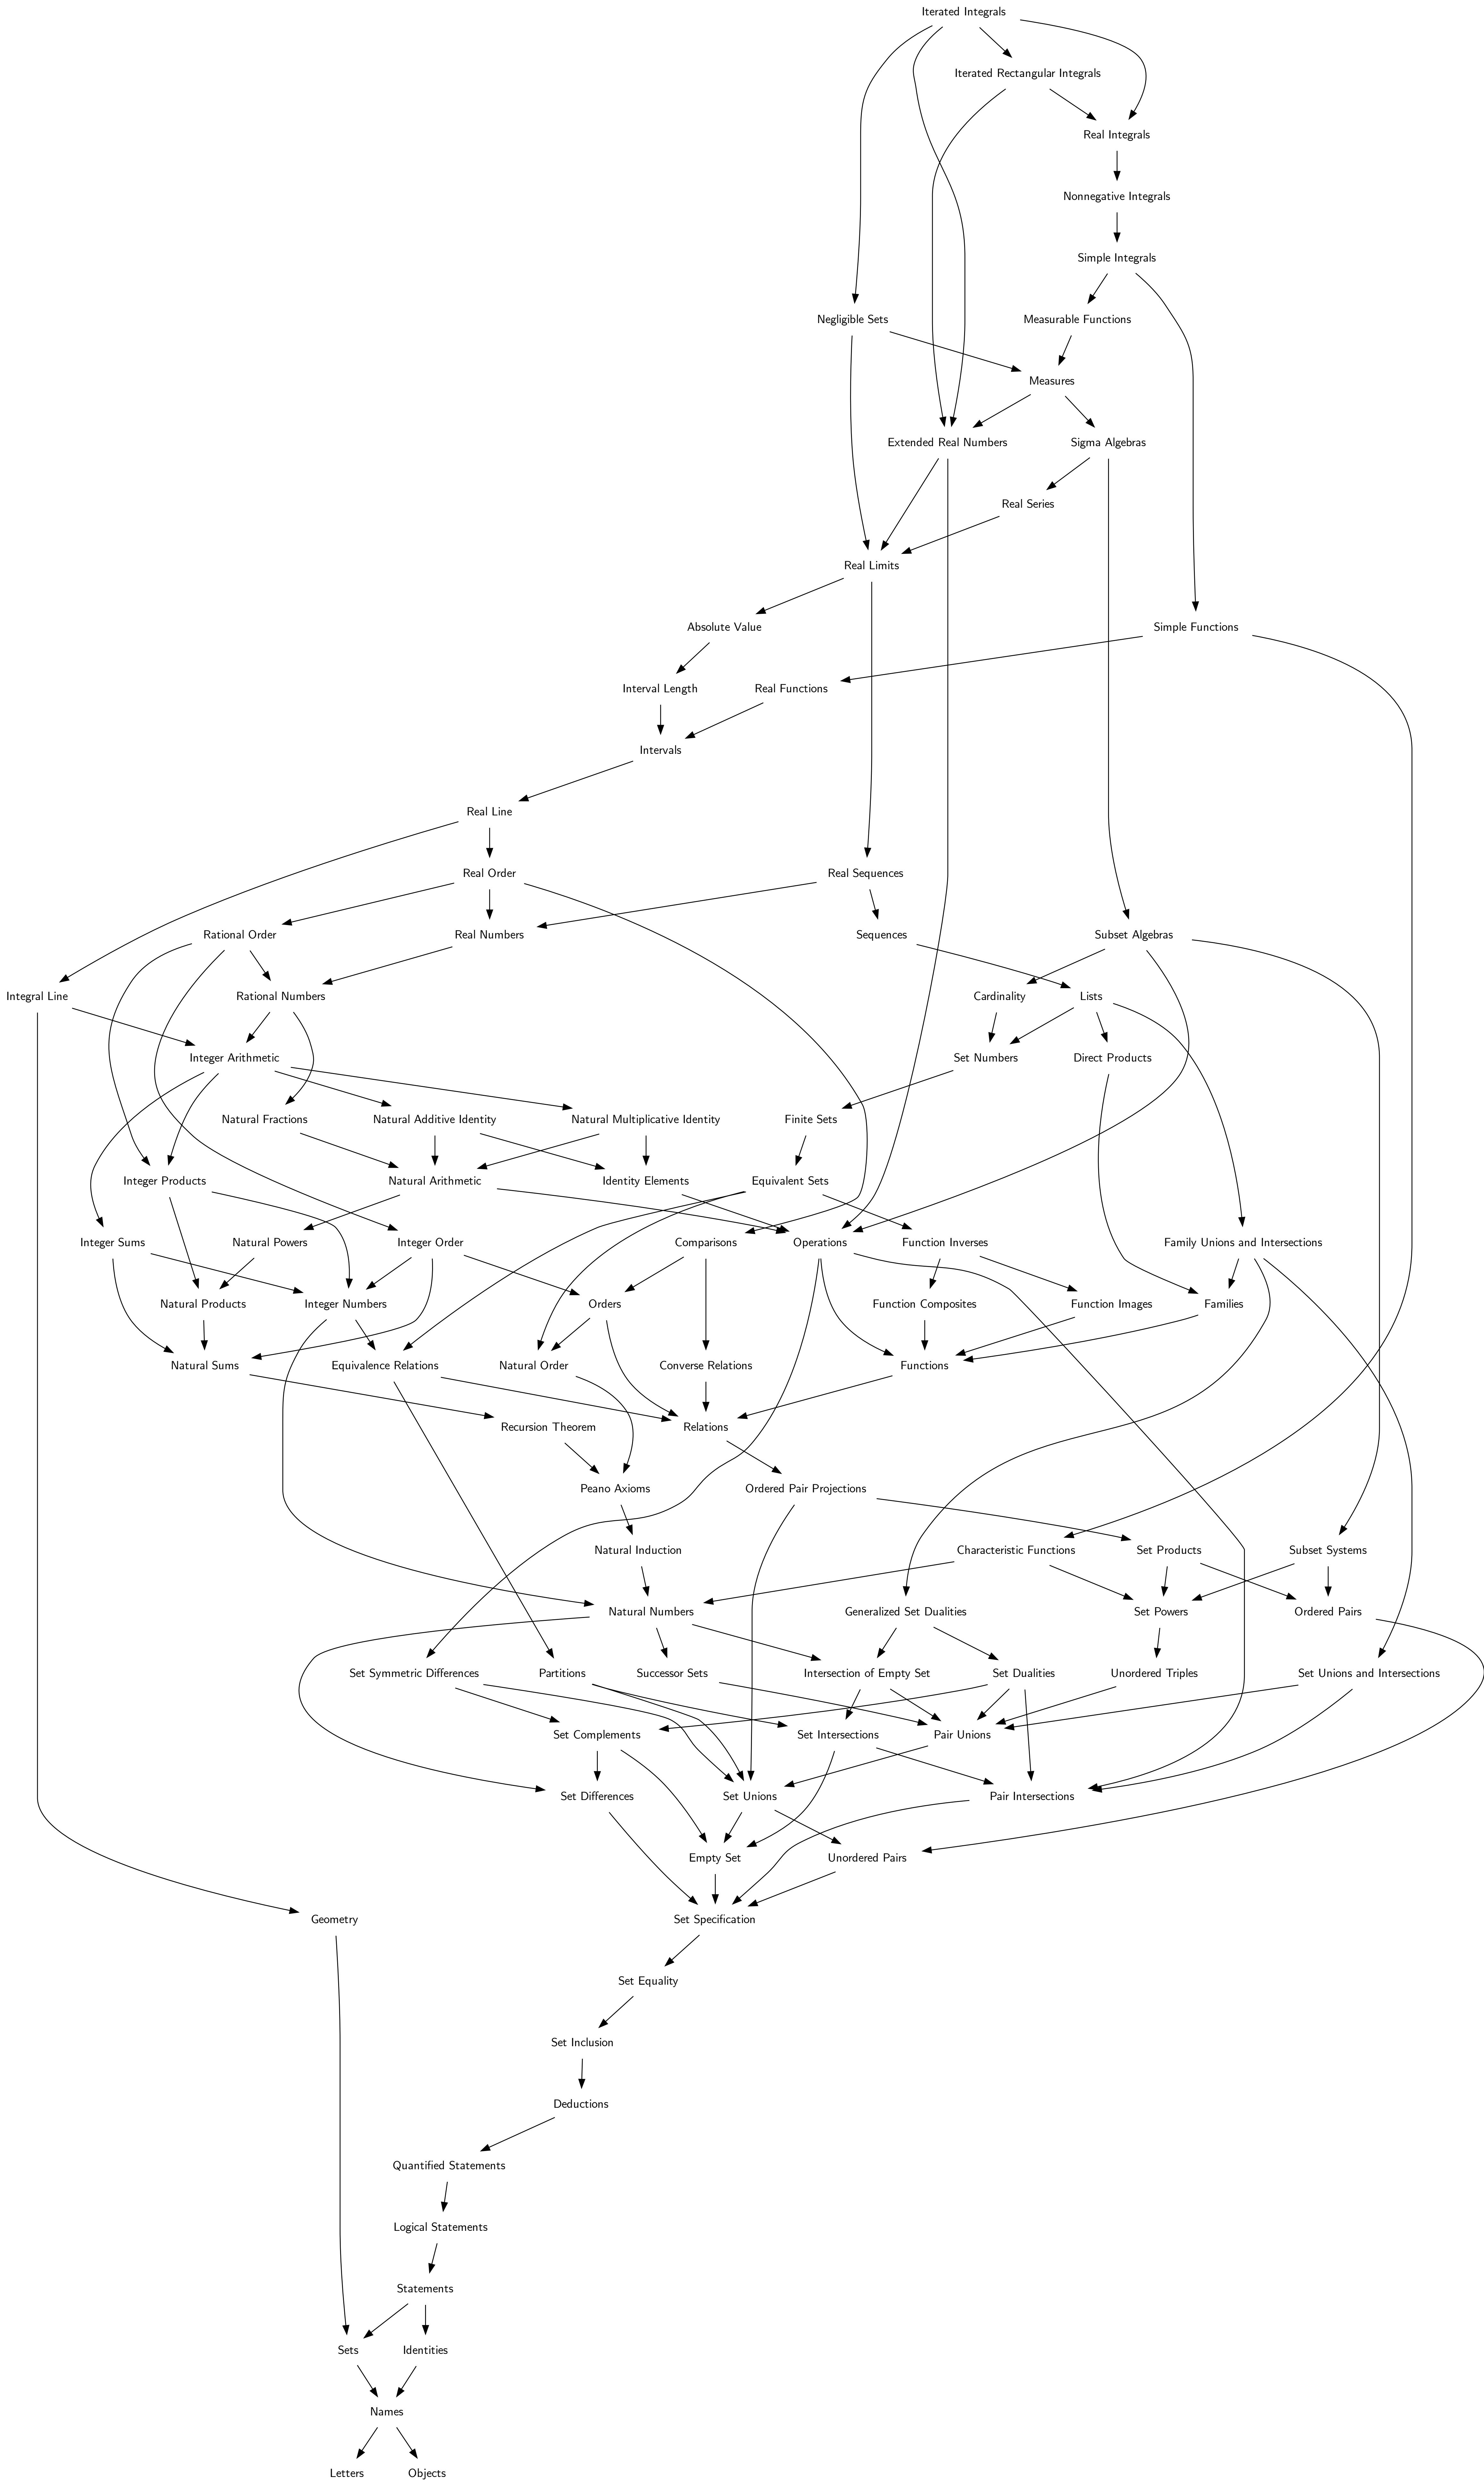 Iterated Integrals
Iterated Rectangular Integrals
Real Integrals
Nonnegative Integrals
Simple Integrals
Negligible Sets
Measurable Functions
Measures
Extended Real Numbers
Sigma Algebras
Real Series
Real Limits
Absolute Value
Simple Functions
Interval Length
Real Functions
Intervals
Real Line
Real Order
Real Sequences
Rational Order
Real Numbers
Sequences
Subset Algebras
Integral Line
Rational Numbers
Cardinality
Lists
Integer Arithmetic
Set Numbers
Direct Products
Natural Fractions
Natural Additive Identity
Natural Multiplicative Identity
Finite Sets
Integer Products
Natural Arithmetic
Identity Elements
Equivalent Sets
Integer Sums
Natural Powers
Integer Order
Comparisons
Operations
Function Inverses
Family Unions and Intersections
Natural Products
Integer Numbers
Orders
Function Composites
Function Images
Families
Natural Sums
Equivalence Relations
Natural Order
Converse Relations
Functions
Recursion Theorem
Relations
Peano Axioms
Ordered Pair Projections
Natural Induction
Characteristic Functions
Set Products
Subset Systems
Natural Numbers
Generalized Set Dualities
Set Powers
Ordered Pairs
Set Symmetric Differences
Partitions
Successor Sets
Intersection of Empty Set
Set Dualities
Unordered Triples
Set Unions and Intersections
Set Complements
Set Intersections
Pair Unions
Set Differences
Set Unions
Pair Intersections
Empty Set
Unordered Pairs
Geometry
Set Specification
Set Equality
Set Inclusion
Deductions
Quantified Statements
Logical Statements
Statements
Sets
Identities
Names
Letters
Objects